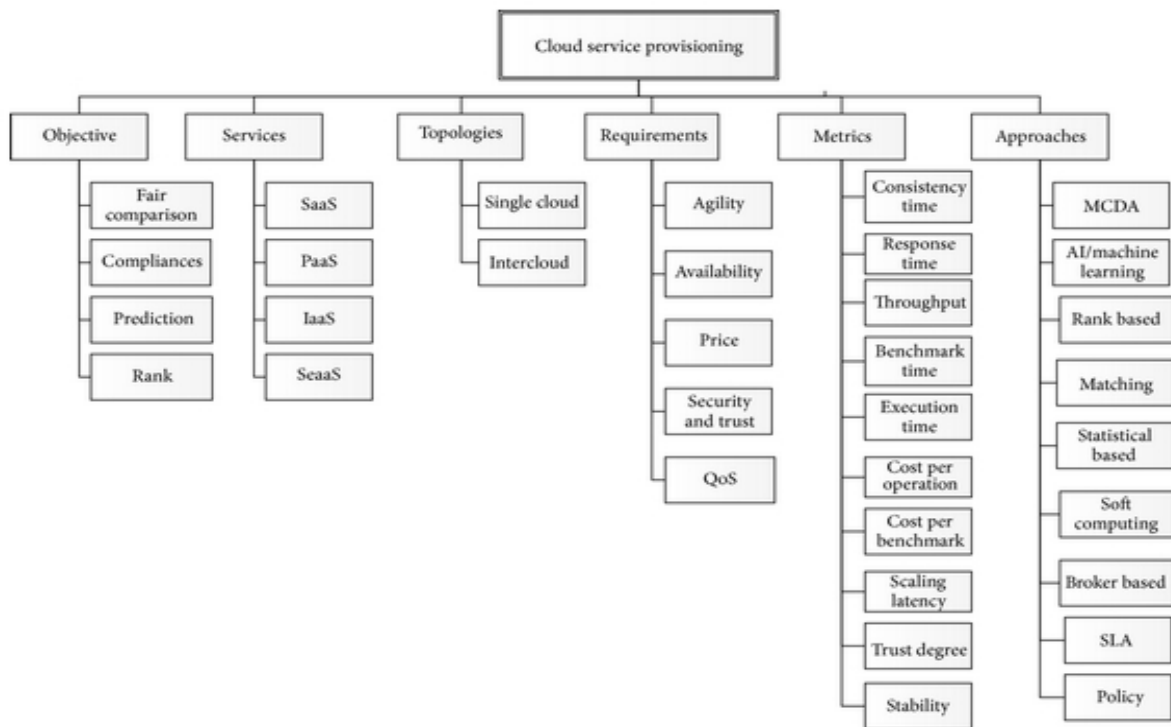 Cloud service provisioning
Objective
Services
Topologies
Requirements
Metrics
Approaches
Fair
comparison
Compliances
Prediction
Rank
SaaS
PaaS
IaaS
SeaaS
Single cloud
Intercloud
Agility
Availability
Price
Security
and trust
QoS
Consistency
time
Response
time
Throughput
Benchmark
time
Execution
time
Cost per
operation
Cost per
benchmark
Scaling
latency
Trust degree
Stability
MCDA
AI/machine
learning
Rank based
Matching
Statistical
based
Soft
computing
Broker based
SLA
Policy